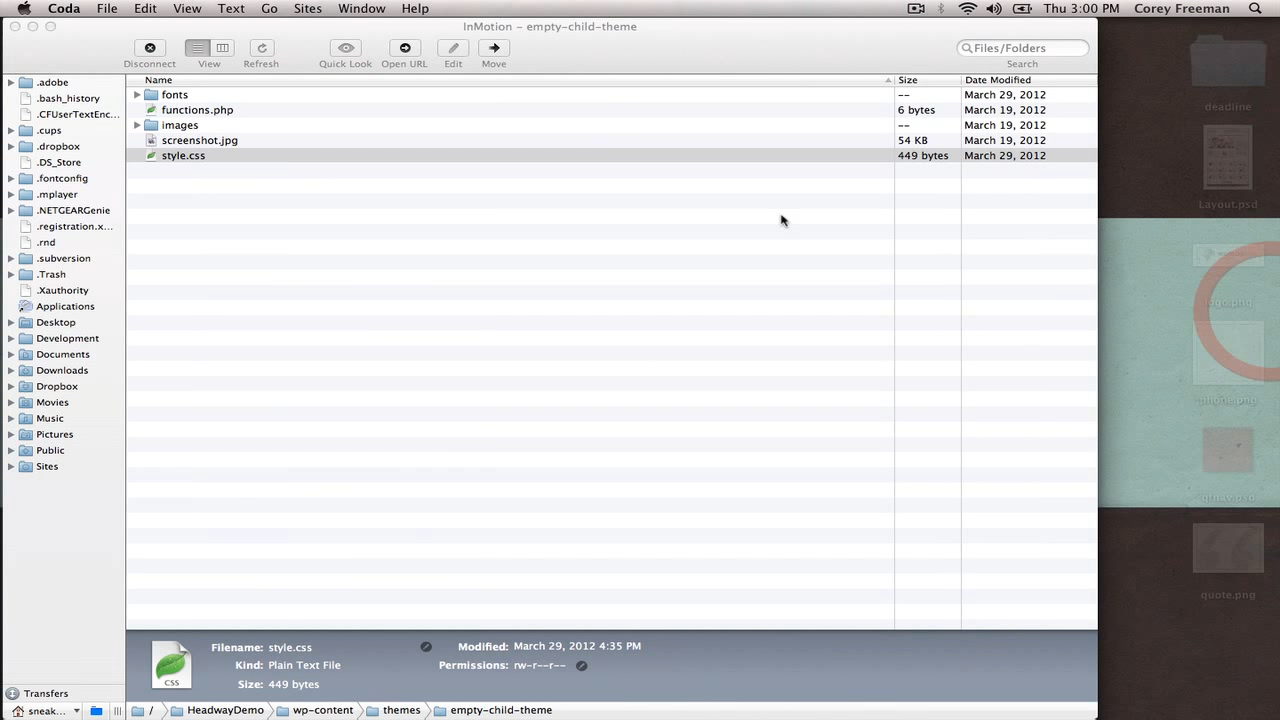 Coda File Edit View Text Go Sites Window Help Thu 3:00 PM Corey Freeman
InMotion – empty-child-theme
Disconnect View Refresh Quick Look Open URL Edit Move Search
Files/Folders
Name Size Date Modified
fonts -- March 29, 2012
functions.php 6 bytes March 19, 2012
images -- March 19, 2012
screenshot.jpg 54 KB March 19, 2012
style.css 449 bytes March 29, 2012
.adobe
.bash_history
.CFUserTextEnc...
.cups
.dropbox
.DS_Store
.fontconfig
.mplayer
.NETGEARGenie
.registration.x...
.rnd
.subversion
.Trash
.Xauthority
Applications
Desktop
Development
Documents
Downloads
Dropbox
Movies
Music
Pictures
Public
Sites
Transfers
sneak...
CSS
Filename: style.css
Kind: Plain Text File
Size: 449 bytes
Modified: March 29, 2012 4:35 PM
Permissions: rw-r--r--
/ HeadwayDemo wp-content themes empty-child-theme
deadline
Layout.psd
logo.png
quote.png